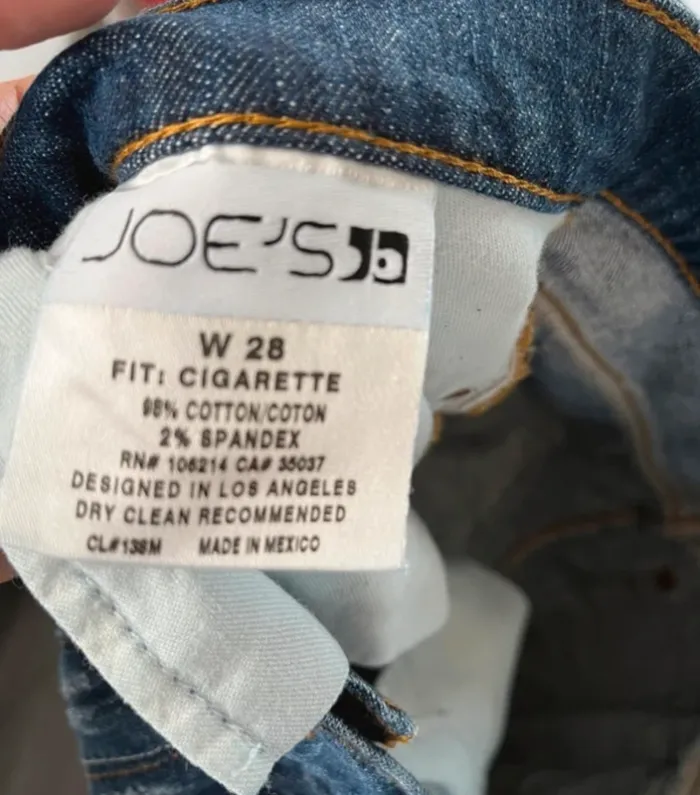 JOE'S
W 28
FIT: CIGARETTE
98% COTTON/COTON
2% SPANDEX
RN# 106214 CA# 35037
DESIGNED IN LOS ANGELES
DRY CLEAN RECOMMENDED
CL#138M MADE IN MEXICO